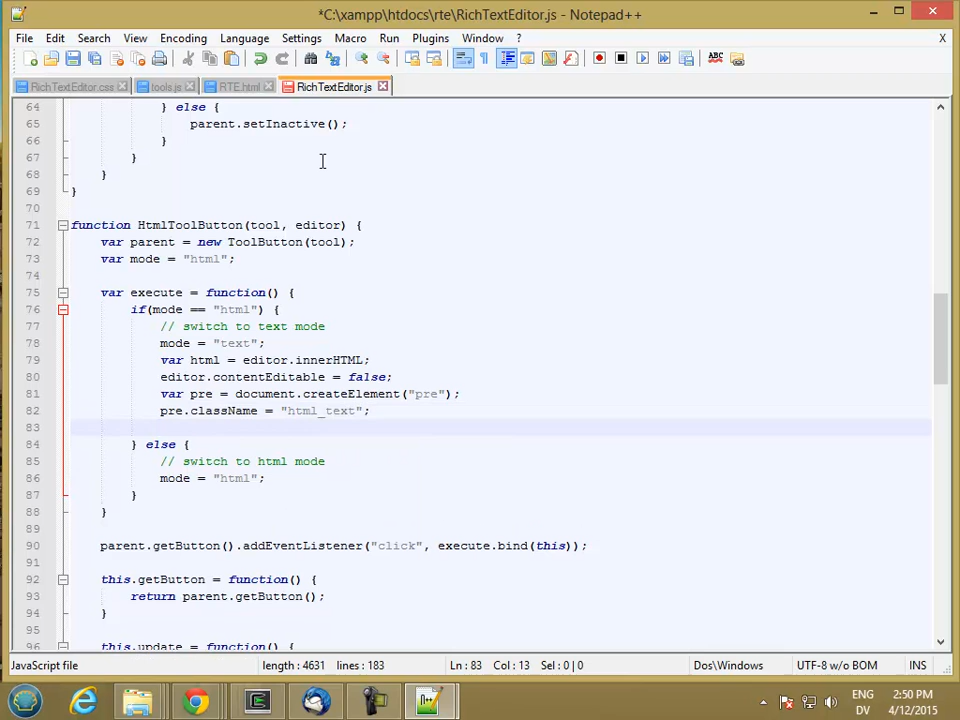 *C:\xampp\htdocs\rte\RichTextEditor.js - Notepad++
File Edit Search View Encoding Language Settings Macro Run Plugins Window ? X
RichTextEditor.css tools.js RTE.html RichTextEditor.js
64 } else {
65 parent.setInactive();
66 }
67 }
68 }
69 }
70
71 function HtmlToolButton(tool, editor) {
72 var parent = new ToolButton(tool);
73 var mode = "html";
74
75 var execute = function() {
76 if(mode == "html") {
77 // switch to text mode
78 mode = "text";
79 var html = editor.innerHTML;
80 editor.contentEditable = false;
81 var pre = document.createElement("pre");
82 pre.className = "html_text";
83
84 } else {
85 // switch to html mode
86 mode = "html";
87 }
88 }
89
90 parent.getButton().addEventListener("click", execute.bind(this));
91
92 this.getButton = function() {
93 return parent.getButton();
94 }
95
96 this.update = function() {
JavaScript file length : 4631 lines : 183 Ln : 83 Col : 13 Sel : 0 | 0 Dos\Windows UTF-8 w/o BOM INS
ENG 2:50 PM
DV 4/12/2015